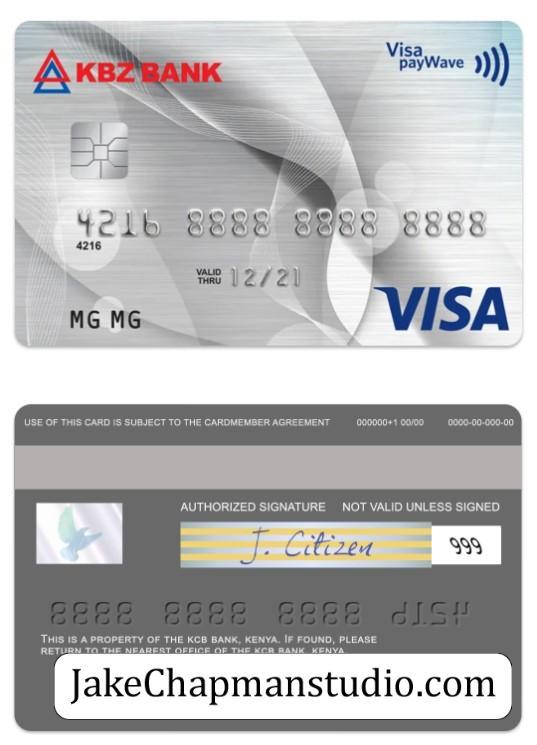 KBZ BANK
Visa
payWave
4216 8888 8888 8888
4216
VALID
THRU 12/21
MG MG
VISA
USE OF THIS CARD IS SUBJECT TO THE CARDMEMBER AGREEMENT 000000+1 00/00 0000-00-000-00
AUTHORIZED SIGNATURE NOT VALID UNLESS SIGNED
J. Citizen 999
8888 8888 8888 4216
THIS IS A PROPERTY OF THE KCB BANK, KENYA. IF FOUND, PLEASE
RETURN TO THE NEAREST OFFICE OF THE KCB BANK, KENYA.
JakeChapmanstudio.com